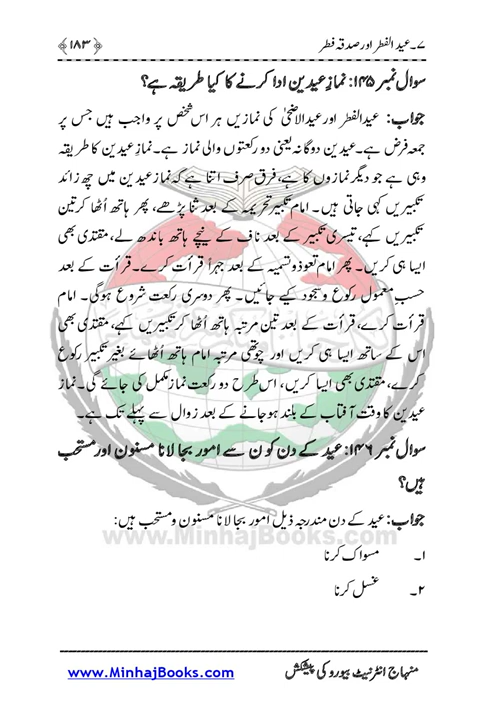 ۷۔ عید الفطر اور صدقہ فطر ﴿۱۸۳﴾
سوال نمبر ۱۴۵: نمازِ عیدین ادا کرنے کا کیا طریقہ ہے؟
جواب: عیدالفطر اور عیدالاضحیٰ کی نمازیں ہر اس شخص پر واجب ہیں جس پر
جمعہ فرض ہے۔ عیدین دوگانہ یعنی دو رکعتوں والی نماز ہے۔ نمازِ عیدین کا طریقہ
وہی ہے جو دیگر نمازوں کا ہے، فرق صرف اتنا ہے کہ نماز عیدین میں چھ زائد
تکبیریں کہی جاتی ہیں۔ امام تکبیر تحریمہ کے بعد ثنا پڑھے، پھر ہاتھ اُٹھا کر تین
تکبیریں کہے، تیسری تکبیر کے بعد ناف کے نیچے ہاتھ باندھ لے، مقتدی بھی
ایسا ہی کریں۔ پھر امام تعوذ و تسمیہ کے بعد جہراً قرأت کرے۔ قرأت کے بعد
حسبِ معمول رکوع و سجود کیے جائیں۔ پھر دوسری رکعت شروع ہوگی۔ امام
قرأت کرے، قرأت کے بعد تین مرتبہ ہاتھ اُٹھا کر تکبیریں کہے، مقتدی بھی
اس کے ساتھ ایسا ہی کریں اور چوتھی مرتبہ امام ہاتھ اُٹھائے بغیر تکبیر رکوع
کرے، مقتدی بھی ایسا کریں، اس طرح دو رکعت نماز مکمل کی جائے گی۔ نماز
عیدین کا وقت آفتاب کے بلند ہو جانے کے بعد زوال سے پہلے تک ہے۔
سوال نمبر ۱۴۶: عید کے دن کون سے امور بجا لانا مسنون اور مستحب
ہیں؟
جواب: عید کے دن مندرجہ ذیل امور بجا لانا مسنون و مستحب ہیں:
www.MinhajBooks.com
۱۔ مسواک کرنا
۲۔ غسل کرنا
منہاج انٹرنیٹ بیورو کی پیشکش www.MinhajBooks.com